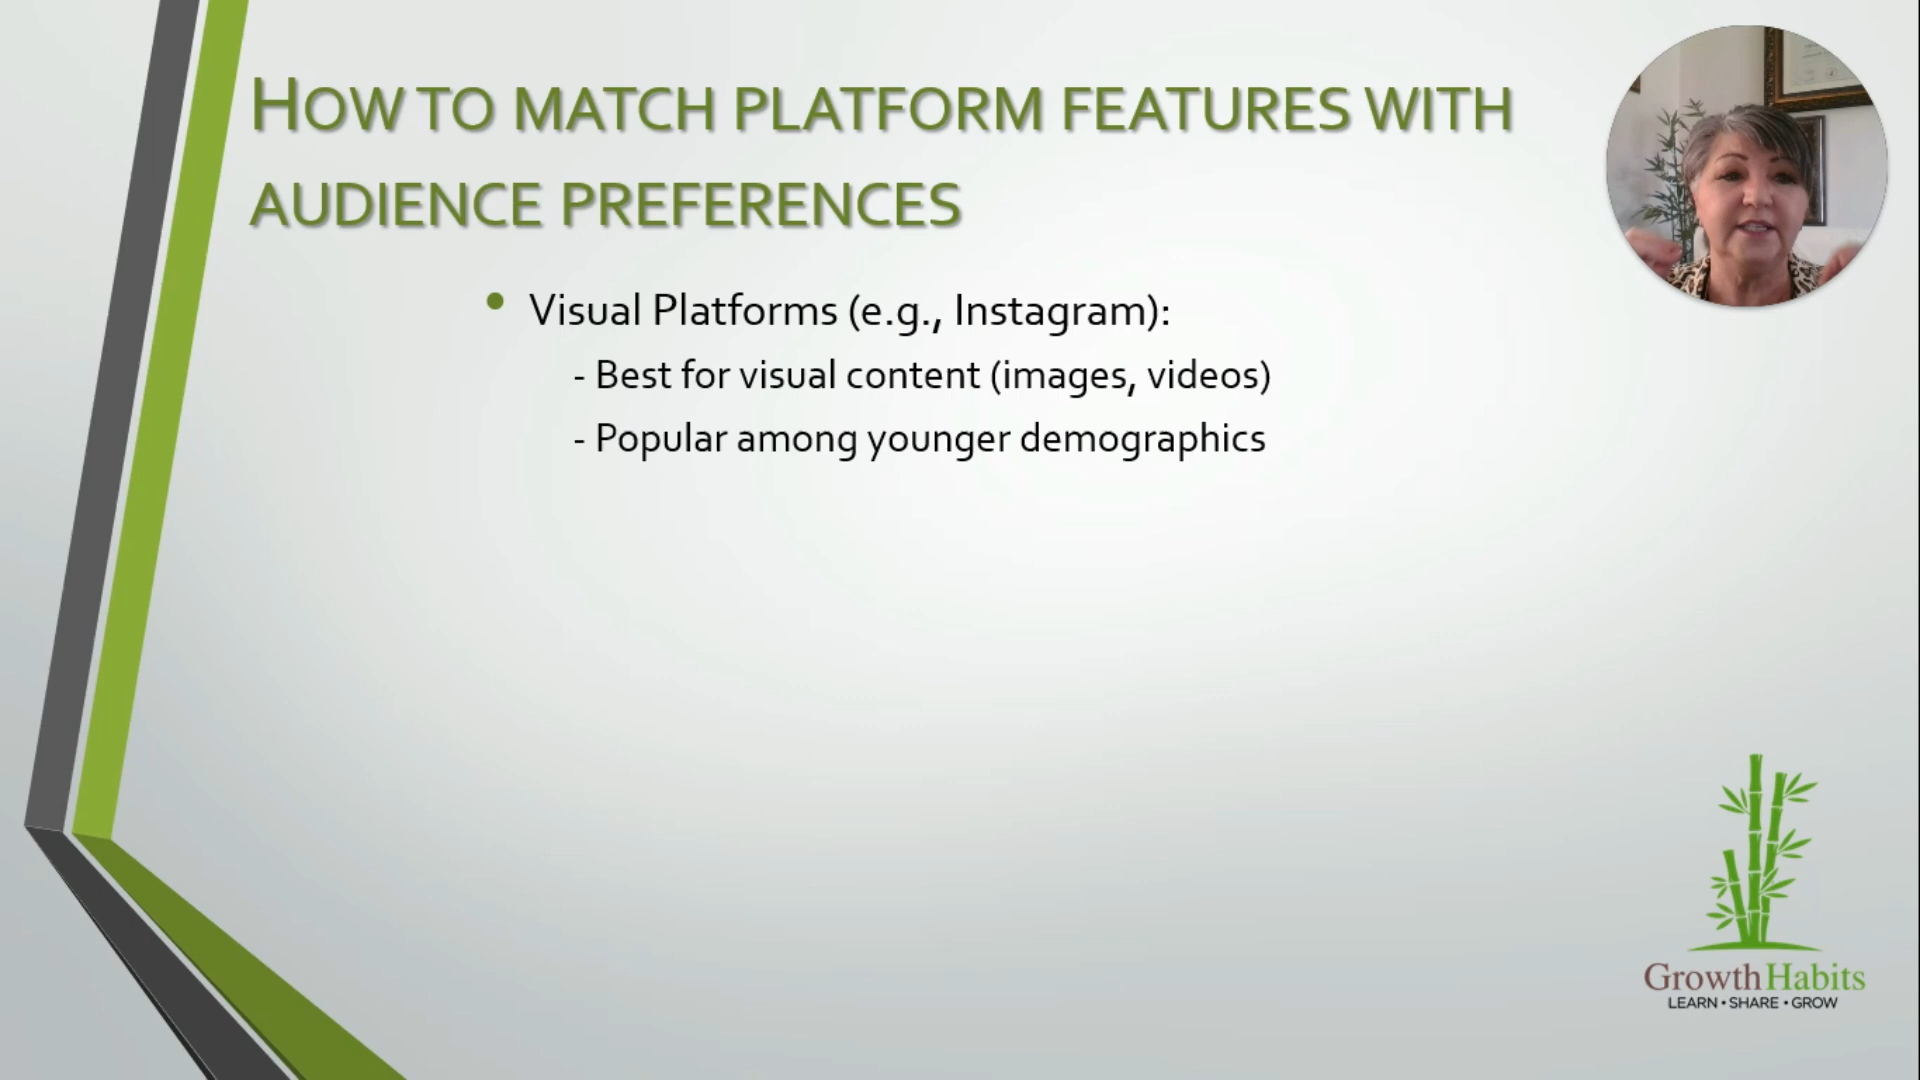 HOW TO MATCH PLATFORM FEATURES WITH
AUDIENCE PREFERENCES
• Visual Platforms (e.g., Instagram):
- Best for visual content (images, videos)
- Popular among younger demographics
Growth Habits
LEARN • SHARE • GROW